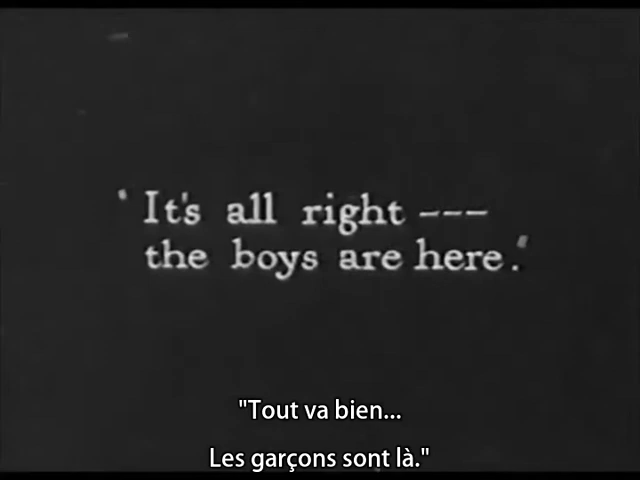 'It's all right ---
the boys are here.'
"Tout va bien...
Les garçons sont là."